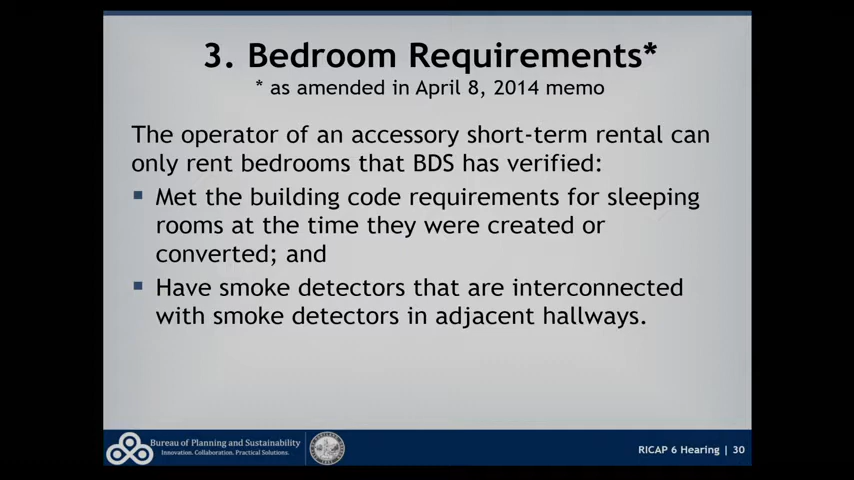 3. Bedroom Requirements*
* as amended in April 8, 2014 memo
The operator of an accessory short-term rental can
only rent bedrooms that BDS has verified:
Met the building code requirements for sleeping
rooms at the time they were created or
converted; and
Have smoke detectors that are interconnected
with smoke detectors in adjacent hallways.
Bureau of Planning and Sustainability
Innovation. Collaboration. Practical Solutions.
RICAP 6 Hearing | 30